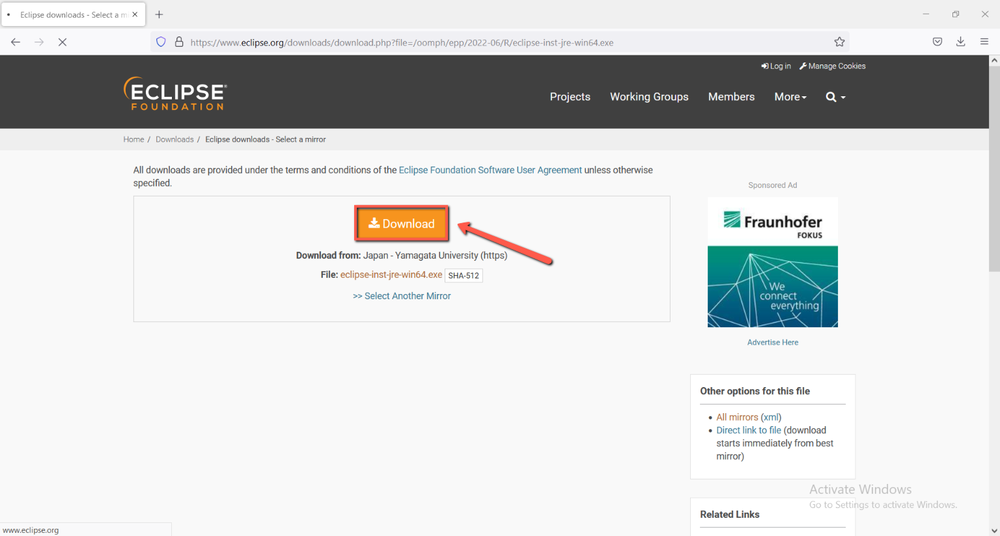 Eclipse downloads - Select a mi
https://www.eclipse.org/downloads/download.php?file=/oomph/epp/2022-06/R/eclipse-inst-jre-win64.exe
Log in Manage Cookies
ECLIPSE®
FOUNDATION
Projects Working Groups Members More
Home / Downloads / Eclipse downloads - Select a mirror
All downloads are provided under the terms and conditions of the Eclipse Foundation Software User Agreement unless otherwise
specified.
Download
Download from: Japan - Yamagata University (https)
File: eclipse-inst-jre-win64.exe SHA-512
>> Select Another Mirror
Sponsored Ad
Fraunhofer
FOKUS
We
connect
everything
Advertise Here
Other options for this file
All mirrors (xml)
Direct link to file (download
starts immediately from best
mirror)
Activate Windows
Go to Settings to activate Windows.
Related Links
www.eclipse.org